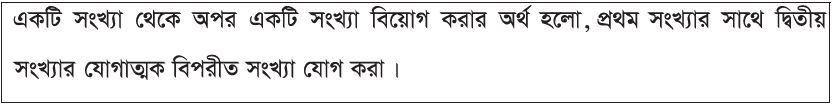 একটি সংখ্যা থেকে অপর একটি সংখ্যা বিয়োগ করার অর্থ হলো, প্রথম সংখ্যার সাথে দ্বিতীয়
সংখ্যার যোগাত্মক বিপরীত সংখ্যা যোগ করা ।